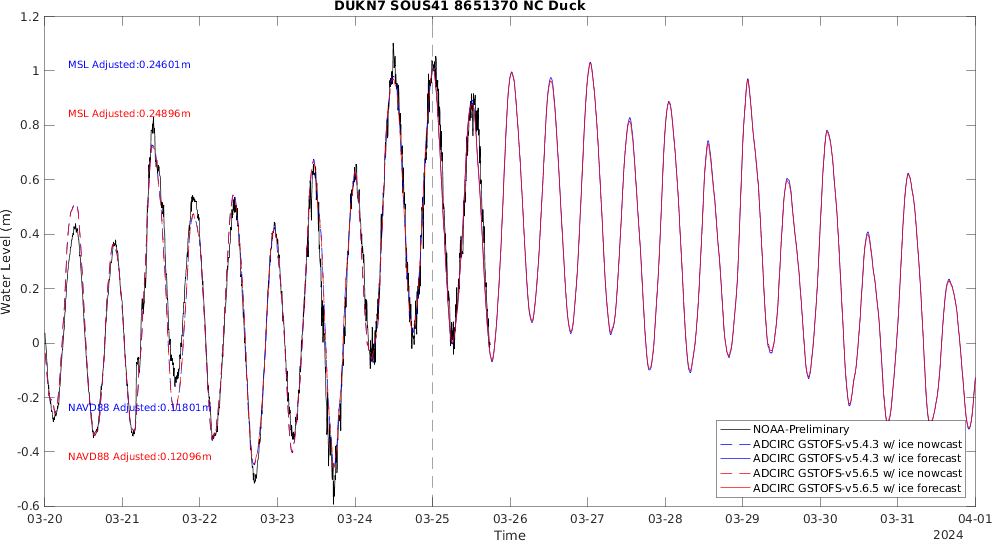 DUKN7 SOUS41 8651370 NC Duck
1.2
1
0.8
0.6
0.4
0.2
0
-0.2
-0.4
-0.6
Water Level (m)
MSL Adjusted:0.24601m
MSL Adjusted:0.24896m
NAVD88 Adjusted:0.11801m
NAVD88 Adjusted:0.12096m
NOAA-Preliminary
ADCIRC GSTOFS-v5.4.3 w/ ice nowcast
ADCIRC GSTOFS-v5.4.3 w/ ice forecast
ADCIRC GSTOFS-v5.6.5 w/ ice nowcast
ADCIRC GSTOFS-v5.6.5 w/ ice forecast
03-20 03-21 03-22 03-23 03-24 03-25 03-26 03-27 03-28 03-29 03-30 03-31 04-01
Time
2024